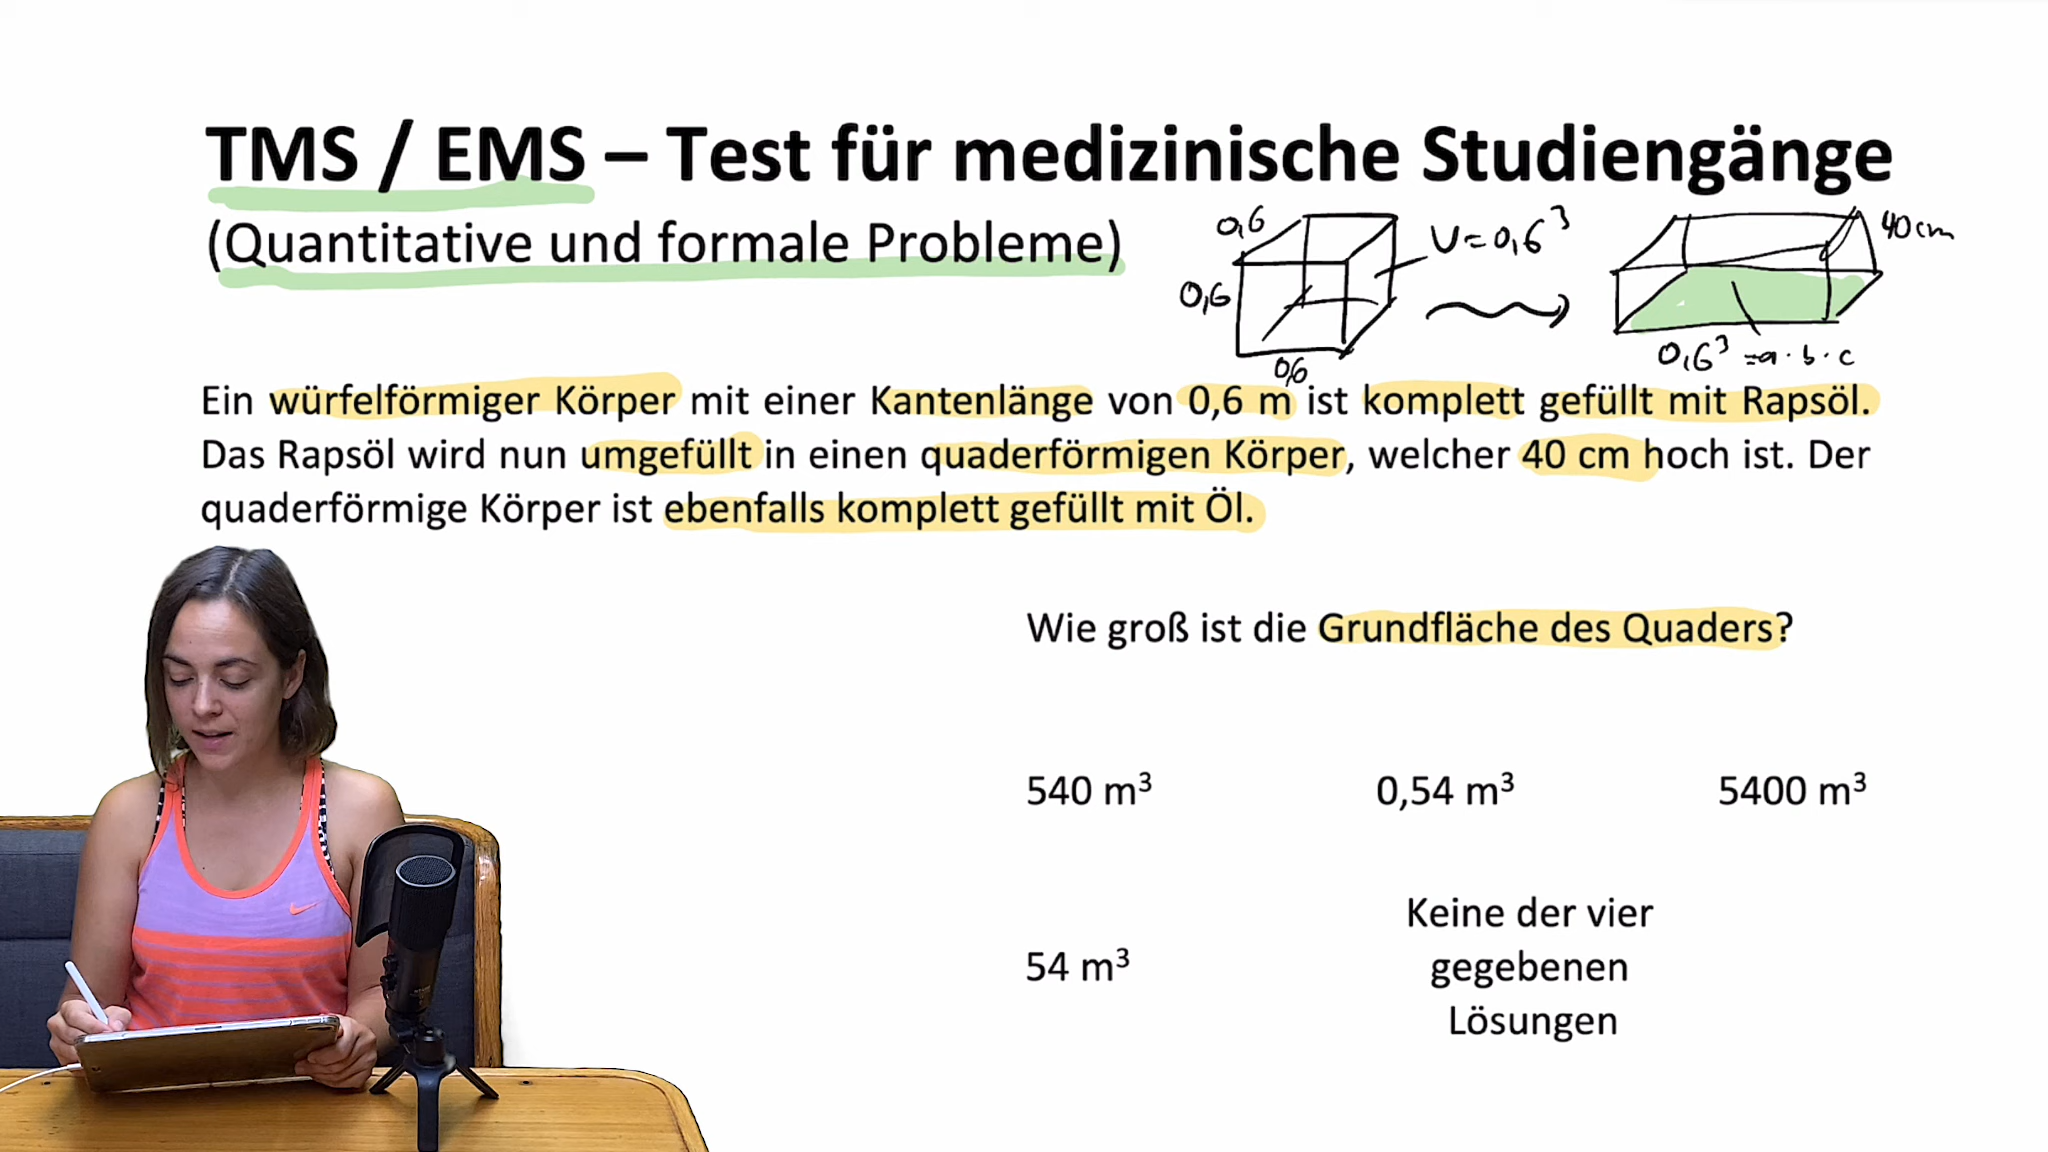 TMS / EMS – Test für medizinische Studiengänge
(Quantitative und formale Probleme)
0,6
0,6
0,6
V = 0,6³
40 cm
0,6³ = a · b · c
Ein würfelförmiger Körper mit einer Kantenlänge von 0,6 m ist komplett gefüllt mit Rapsöl.
Das Rapsöl wird nun umgefüllt in einen quaderförmigen Körper, welcher 40 cm hoch ist. Der
quaderförmige Körper ist ebenfalls komplett gefüllt mit Öl.
Wie groß ist die Grundfläche des Quaders?
540 m³
0,54 m³
5400 m³
54 m³
Keine der vier
gegebenen
Lösungen